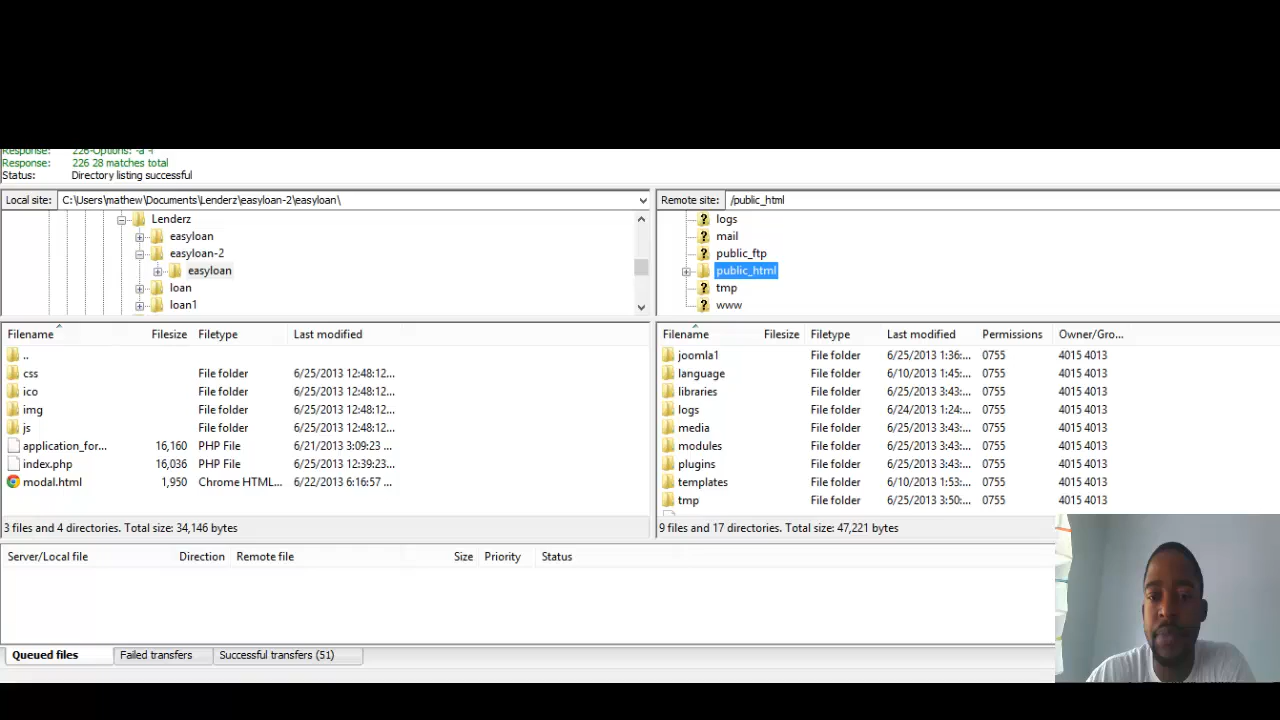 Response: 226-Options: -a -l
Response: 226 28 matches total
Status: Directory listing successful
Local site: C:\Users\mathew\Documents\Lenderz\easyloan-2\easyloan\
Remote site: /public_html
Lenderz
easyloan
easyloan-2
easyloan
loan
loan1
logs
mail
public_ftp
public_html
tmp
www
Filename Filesize Filetype Last modified
..
css File folder 6/25/2013 12:48:12...
ico File folder 6/25/2013 12:48:12...
img File folder 6/25/2013 12:48:12...
js File folder 6/25/2013 12:48:12...
application_for... 16,160 PHP File 6/21/2013 3:09:23 ...
index.php 16,036 PHP File 6/25/2013 12:39:23...
modal.html 1,950 Chrome HTML... 6/22/2013 6:16:57 ...
3 files and 4 directories. Total size: 34,146 bytes
Filename Filesize Filetype Last modified Permissions Owner/Gro...
joomla1 File folder 6/25/2013 1:36:... 0755 4015 4013
language File folder 6/10/2013 1:45:... 0755 4015 4013
libraries File folder 6/25/2013 3:43:... 0755 4015 4013
logs File folder 6/24/2013 1:24:... 0755 4015 4013
media File folder 6/25/2013 3:43:... 0755 4015 4013
modules File folder 6/25/2013 3:43:... 0755 4015 4013
plugins File folder 6/25/2013 3:43:... 0755 4015 4013
templates File folder 6/10/2013 1:53:... 0755 4015 4013
tmp File folder 6/25/2013 3:50:... 0755 4015 4013
9 files and 17 directories. Total size: 47,221 bytes
Server/Local file Direction Remote file Size Priority Status
Queued files Failed transfers Successful transfers (51)